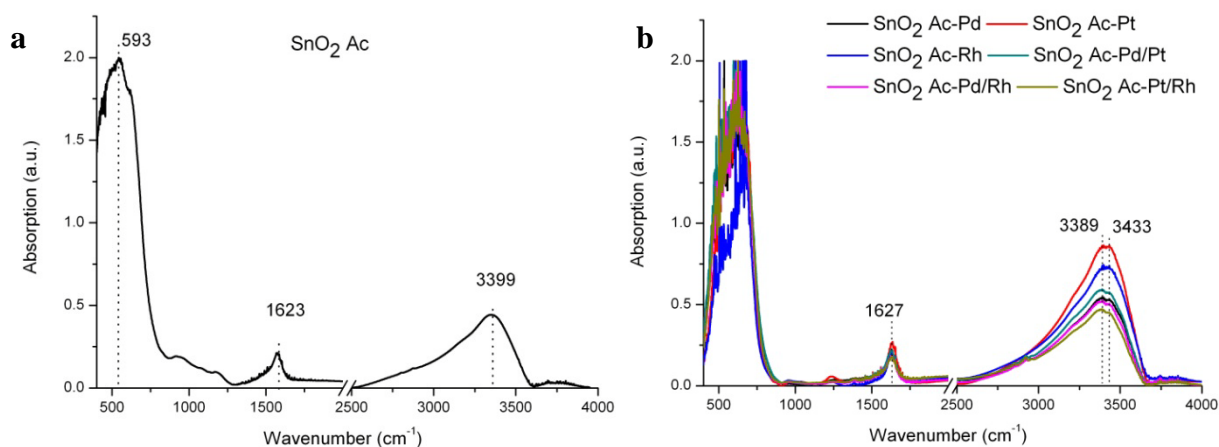 a
593
SnO2 Ac
2.0
1.5
1.0
0.5
0.0
Absorption (a.u.)
1623
3399
500 1000 1500 2500 3000 3500 4000
Wavenumber (cm-1)
b
SnO2 Ac-Pd SnO2 Ac-Pt
SnO2 Ac-Rh SnO2 Ac-Pd/Pt
SnO2 Ac-Pd/Rh SnO2 Ac-Pt/Rh
2.0
1.5
1.0
0.5
0.0
Absorption (a.u.)
3389 3433
1627
500 1000 1500 2500 3000 3500 4000
Wavenumber (cm-1)